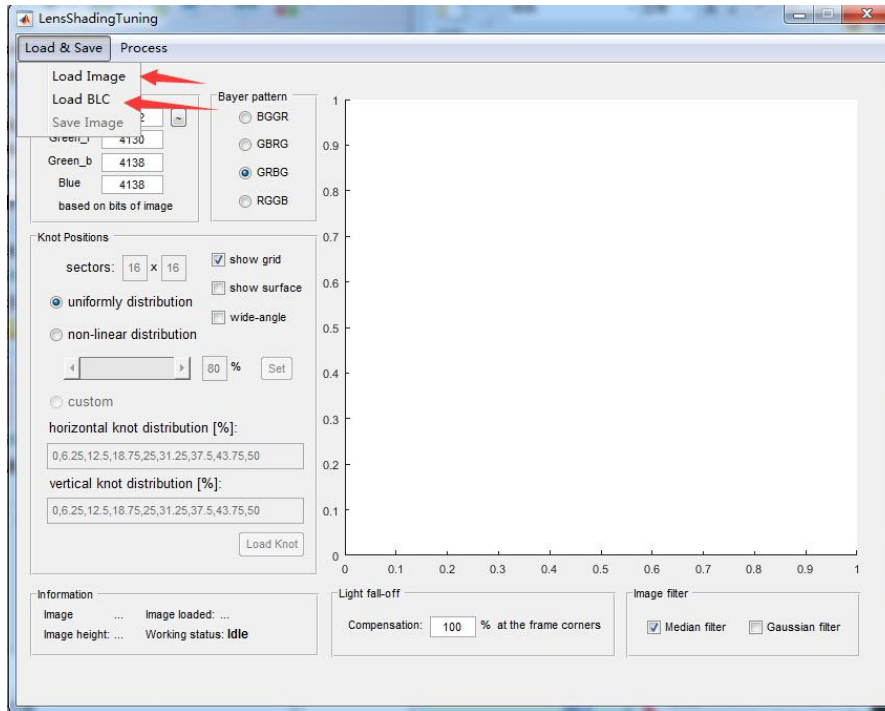 LensShadingTuning
Load & Save Process
Load Image
Load BLC
Save Image
Bayer pattern
BGGR
GBRG
GRBG
RGGB
2 ~
Green_r 4130
Green_b 4138
Blue 4138
based on bits of image
Knot Positions
sectors: 16 x 16
show grid
show surface
wide-angle
uniformly distribution
non-linear distribution
80 % Set
custom
horizontal knot distribution [%]:
0,6.25,12.5,18.75,25,31.25,37.5,43.75,50
vertical knot distribution [%]:
0,6.25,12.5,18.75,25,31.25,37.5,43.75,50
Load Knot
1
0.9
0.8
0.7
0.6
0.5
0.4
0.3
0.2
0.1
0
0 0.1 0.2 0.3 0.4 0.5 0.6 0.7 0.8 0.9 1
Information
Image ... Image loaded: ...
Image height: ... Working status: Idle
Light fall-off
Compensation: 100 % at the frame corners
Image filter
Median filter Gaussian filter